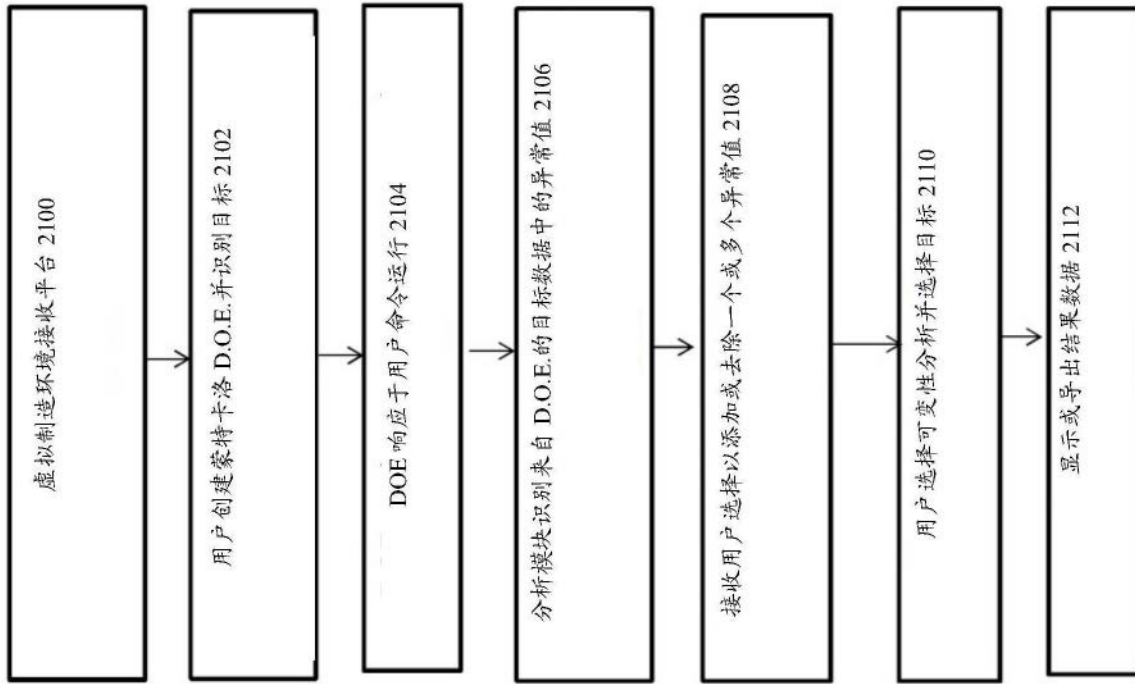 虚拟制造环境接收平台 2100
用户创建蒙特卡洛 D.O.E.并识别目标 2102
DOE 响应于用户命令运行 2104
分析模块识别来自 D.O.E.的目标数据中的异常值 2106
接收用户选择以添加或去除一个或多个异常值 2108
用户选择可变性分析并选择目标 2110
显示或导出结果数据 2112